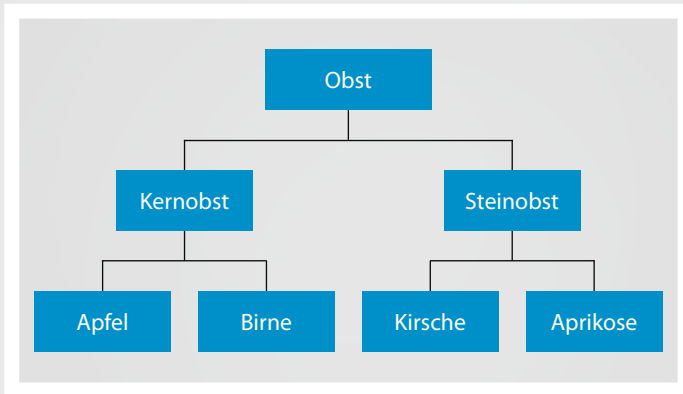 Obst
Kernobst
Steinobst
Apfel
Birne
Kirsche
Aprikose